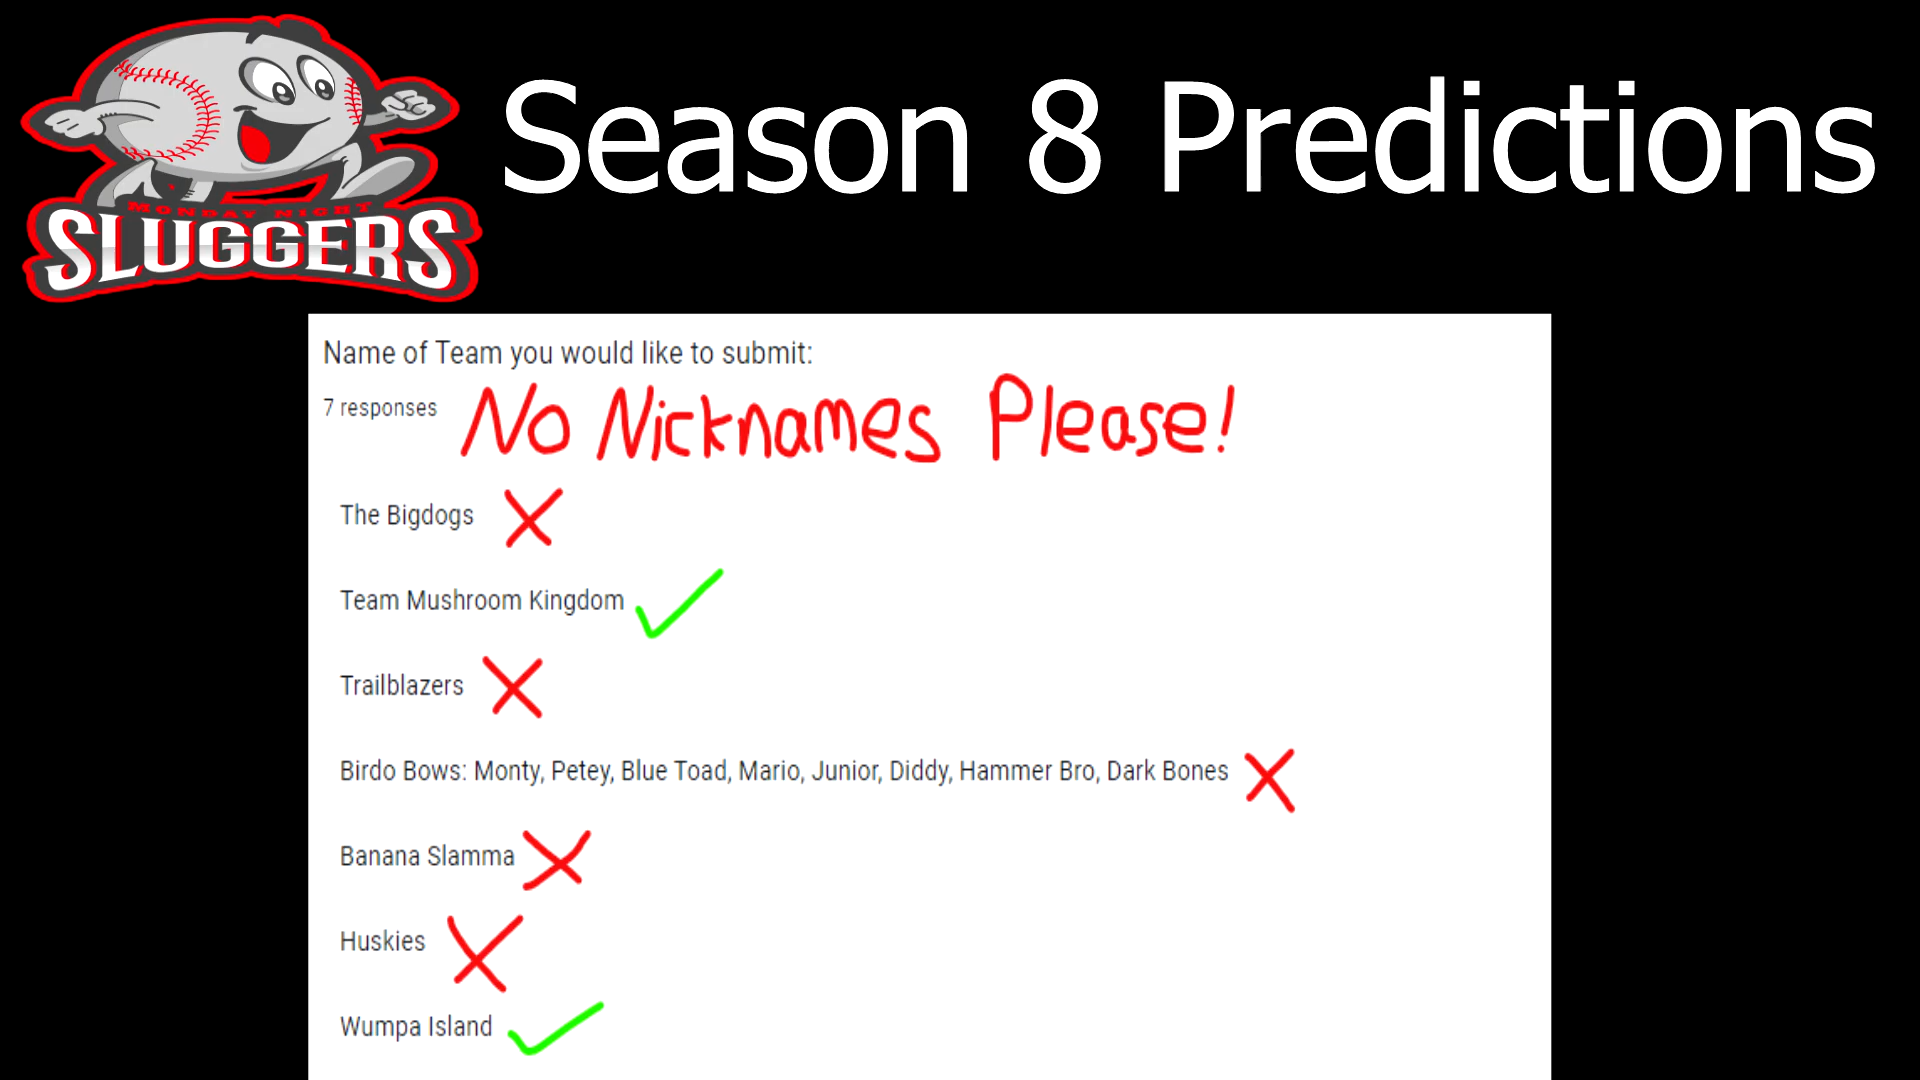 Season 8 Predictions
MONDAY NIGHT
SLUGGERS
Name of Team you would like to submit:
7 responses
No Nicknames Please!
The Bigdogs
Team Mushroom Kingdom
Trailblazers
Birdo Bows: Monty, Petey, Blue Toad, Mario, Junior, Diddy, Hammer Bro, Dark Bones
Banana Slamma
Huskies
Wumpa Island